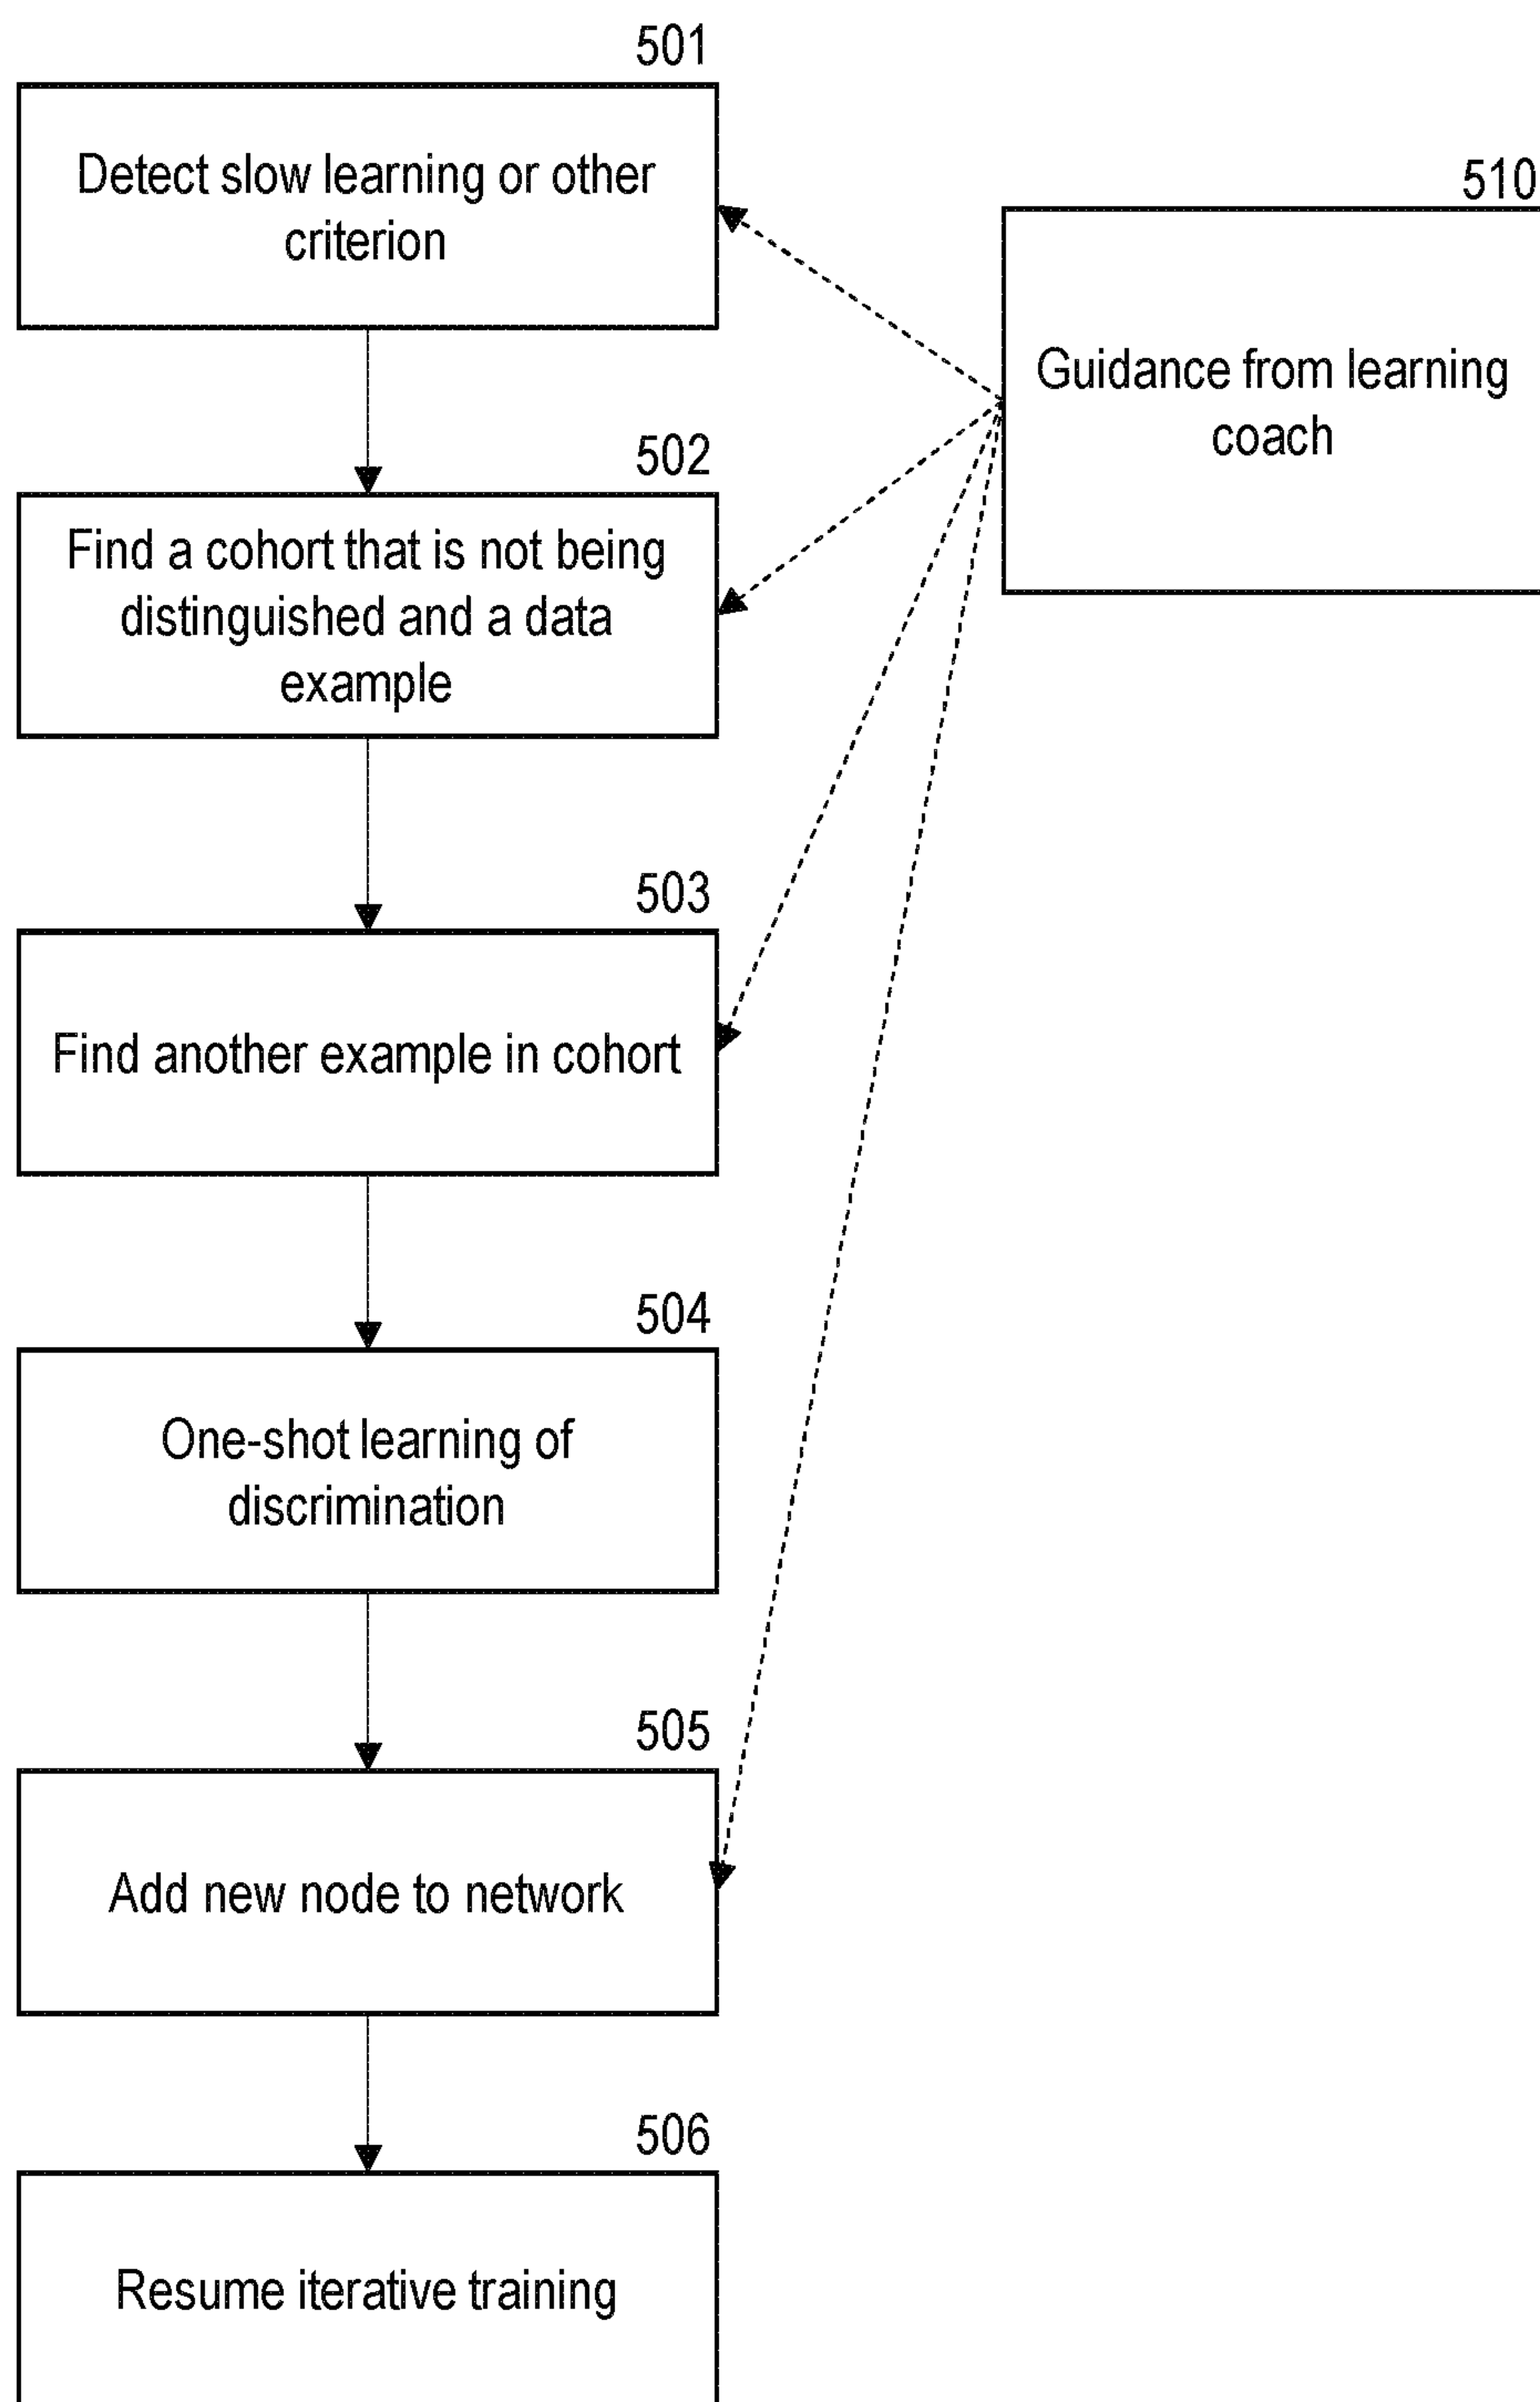 501
Detect slow learning or other
criterion
510
Guidance from learning
coach
502
Find a cohort that is not being
distinguished and a data
example
503
Find another example in cohort
504
One-shot learning of
discrimination
505
Add new node to network
506
Resume iterative training